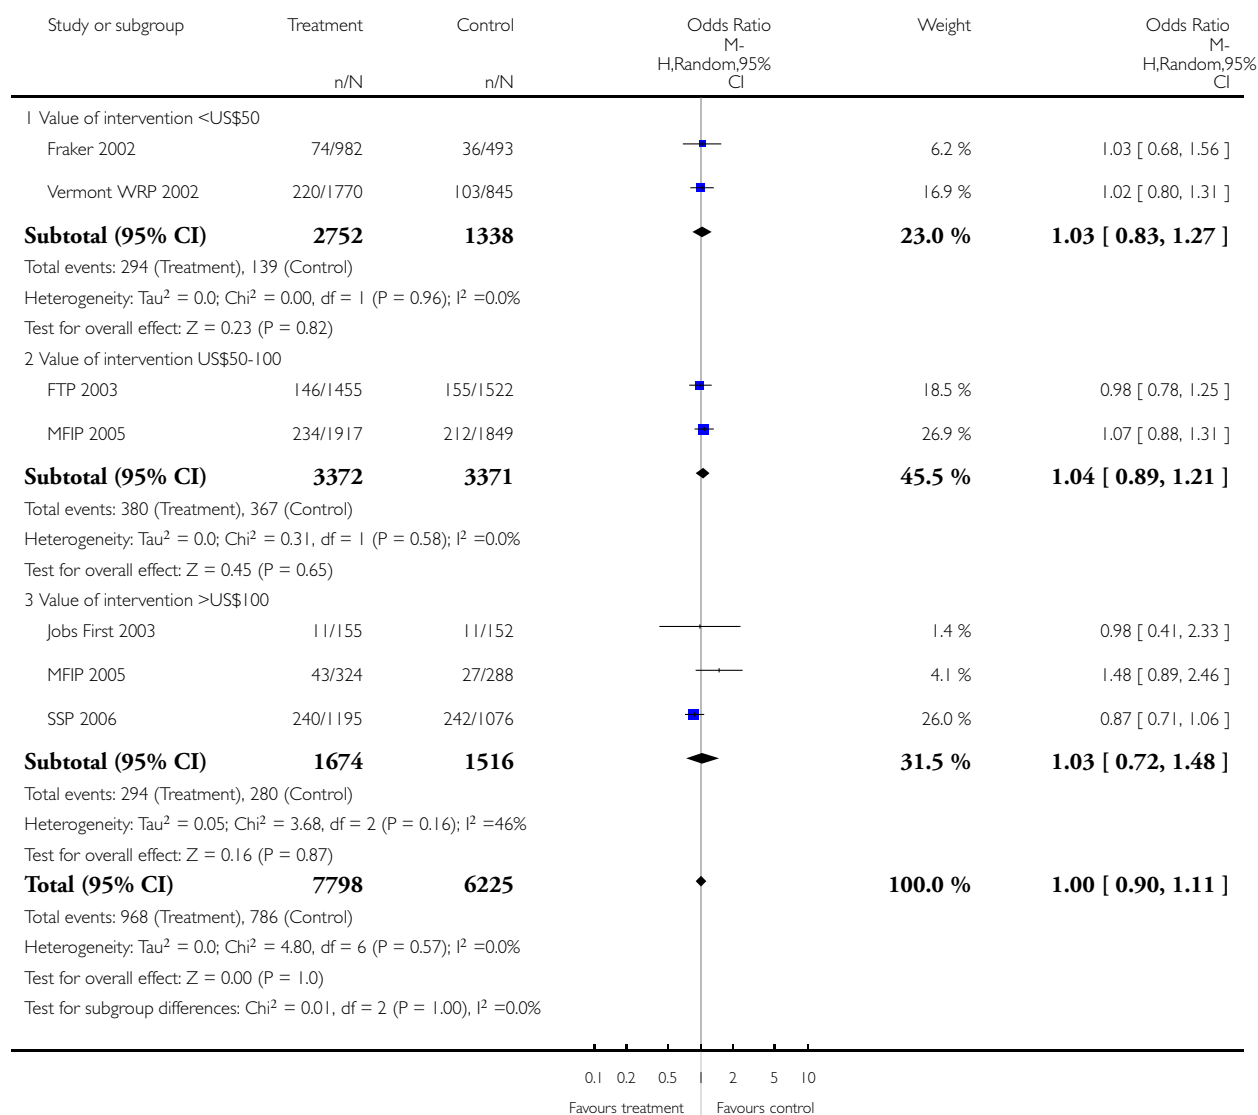 Study or subgroup Treatment Control Odds Ratio Weight Odds Ratio
M- M-
H,Random,95% H,Random,95%
n/N n/N CI CI
1 Value of intervention <US$50
Fraker 2002 74/982 36/493 6.2 % 1.03 [ 0.68, 1.56 ]
Vermont WRP 2002 220/1770 103/845 16.9 % 1.02 [ 0.80, 1.31 ]
Subtotal (95% CI) 2752 1338 23.0 % 1.03 [ 0.83, 1.27 ]
Total events: 294 (Treatment), 139 (Control)
Heterogeneity: Tau² = 0.0; Chi² = 0.00, df = 1 (P = 0.96); I² =0.0%
Test for overall effect: Z = 0.23 (P = 0.82)
2 Value of intervention US$50-100
FTP 2003 146/1455 155/1522 18.5 % 0.98 [ 0.78, 1.25 ]
MFIP 2005 234/1917 212/1849 26.9 % 1.07 [ 0.88, 1.31 ]
Subtotal (95% CI) 3372 3371 45.5 % 1.04 [ 0.89, 1.21 ]
Total events: 380 (Treatment), 367 (Control)
Heterogeneity: Tau² = 0.0; Chi² = 0.31, df = 1 (P = 0.58); I² =0.0%
Test for overall effect: Z = 0.45 (P = 0.65)
3 Value of intervention >US$100
Jobs First 2003 11/155 11/152 1.4 % 0.98 [ 0.41, 2.33 ]
MFIP 2005 43/324 27/288 4.1 % 1.48 [ 0.89, 2.46 ]
SSP 2006 240/1195 242/1076 26.0 % 0.87 [ 0.71, 1.06 ]
Subtotal (95% CI) 1674 1516 31.5 % 1.03 [ 0.72, 1.48 ]
Total events: 294 (Treatment), 280 (Control)
Heterogeneity: Tau² = 0.05; Chi² = 3.68, df = 2 (P = 0.16); I² =46%
Test for overall effect: Z = 0.16 (P = 0.87)
Total (95% CI) 7798 6225 100.0 % 1.00 [ 0.90, 1.11 ]
Total events: 968 (Treatment), 786 (Control)
Heterogeneity: Tau² = 0.0; Chi² = 4.80, df = 6 (P = 0.57); I² =0.0%
Test for overall effect: Z = 0.00 (P = 1.0)
Test for subgroup differences: Chi² = 0.01, df = 2 (P = 1.00), I² =0.0%
0.1 0.2 0.5 1 2 5 10
Favours treatment Favours control